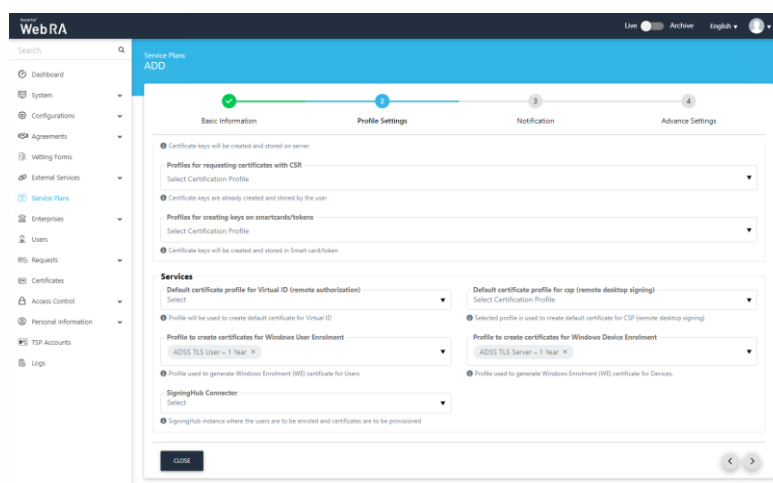 Ascertia
WebRA
Live Archive English
Search
Service Plans
ADD
Dashboard
System
Configurations
Agreements
Vetting Forms
External Services
Service Plans
Enterprises
Users
Requests
Certificates
Access Control
Personal Information
TSP Accounts
Logs
2 3 4
Basic Information Profile Settings Notification Advance Settings
Certificate keys will be created and stored on server
Profiles for requesting certificates with CSR
Select Certification Profile
Certificate keys are already created and stored by the user
Profiles for creating keys on smartcards/tokens
Select Certification Profile
Certificate keys will be created and stored in Smart card/token
Services
Default certificate profile for Virtual ID (remote authorization) Default certificate profile for csp (remote desktop signing)
Select Select Certification Profile
Profile will be used to create default certificate for Virtual ID Selected profile is used to create default certificate for CSP (remote desktop signing)
Profile to create certificates for Windows User Enrolment Profile to create certificates for Windows Device Enrolment
ADSS TLS User – 1 Year × ADSS TLS Server – 1 Year ×
Profile used to generate Windows Enrolment (WE) certificate for Users Profile used to generate Windows Enrolment (WE) certificate for Devices.
SigningHub Connector
Select
SigningHub instance where the users are to be enroled and certificates are to be provisioned
CLOSE